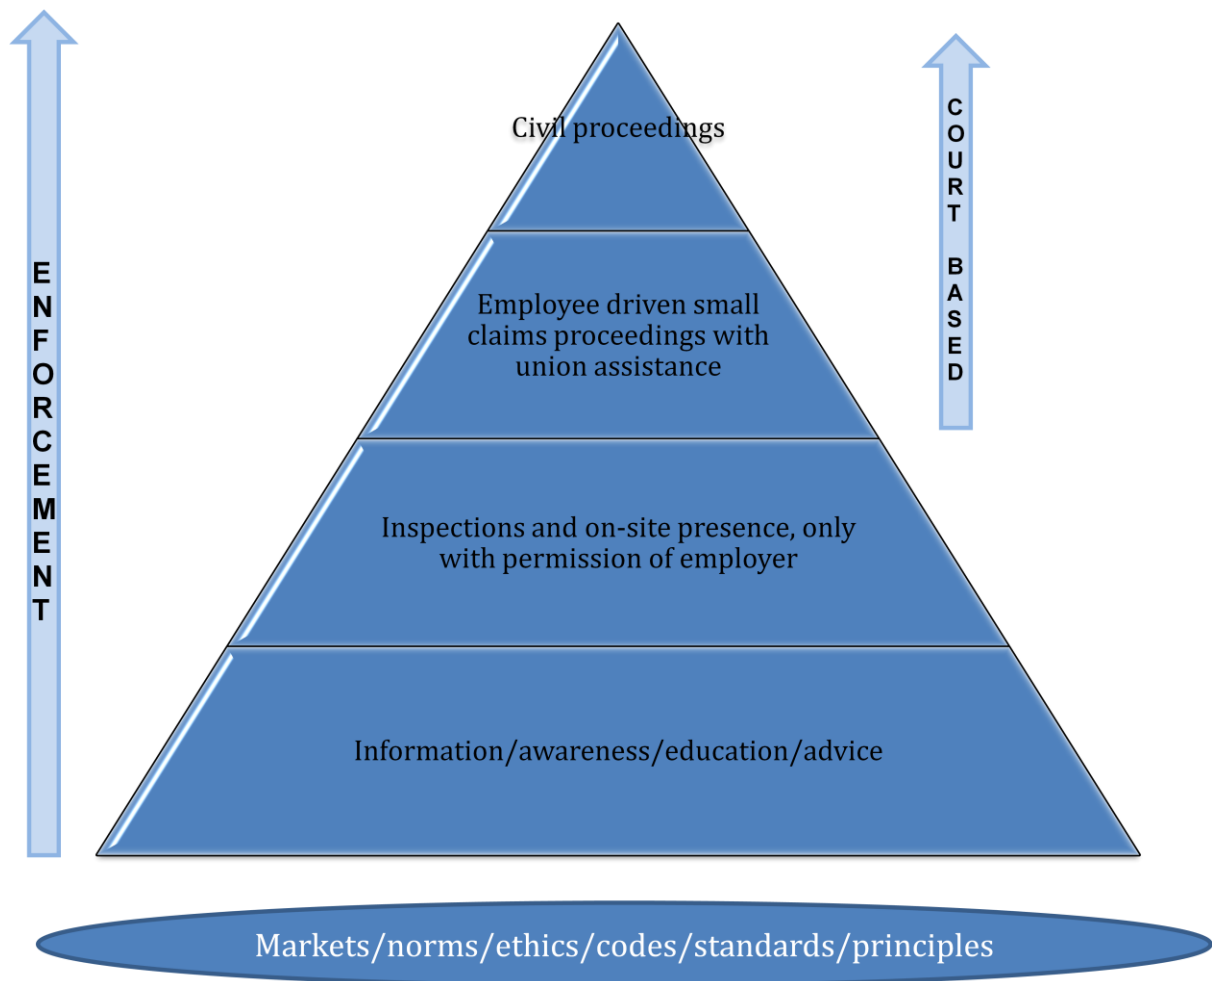 ENFORCEMENT
COURT BASED
Civil proceedings
Employee driven small
claims proceedings with
union assistance
Inspections and on-site presence, only
with permission of employer
Information/awareness/education/advice
Markets/norms/ethics/codes/standards/principles